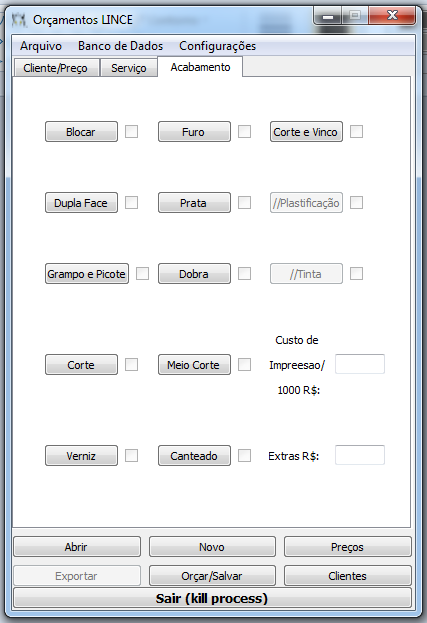 Orçamentos LINCE
Arquivo Banco de Dados Configurações
Cliente/Preço Serviço Acabamento
Blocar Furo Corte e Vinco
Dupla Face Prata //Plastificação
Grampo e Picote Dobra //Tinta
Corte Meio Corte
Custo de
Impreesao/
1000 R$:
Verniz Canteado Extras R$:
Abrir Novo Preços
Exportar Orçar/Salvar Clientes
Sair (kill process)